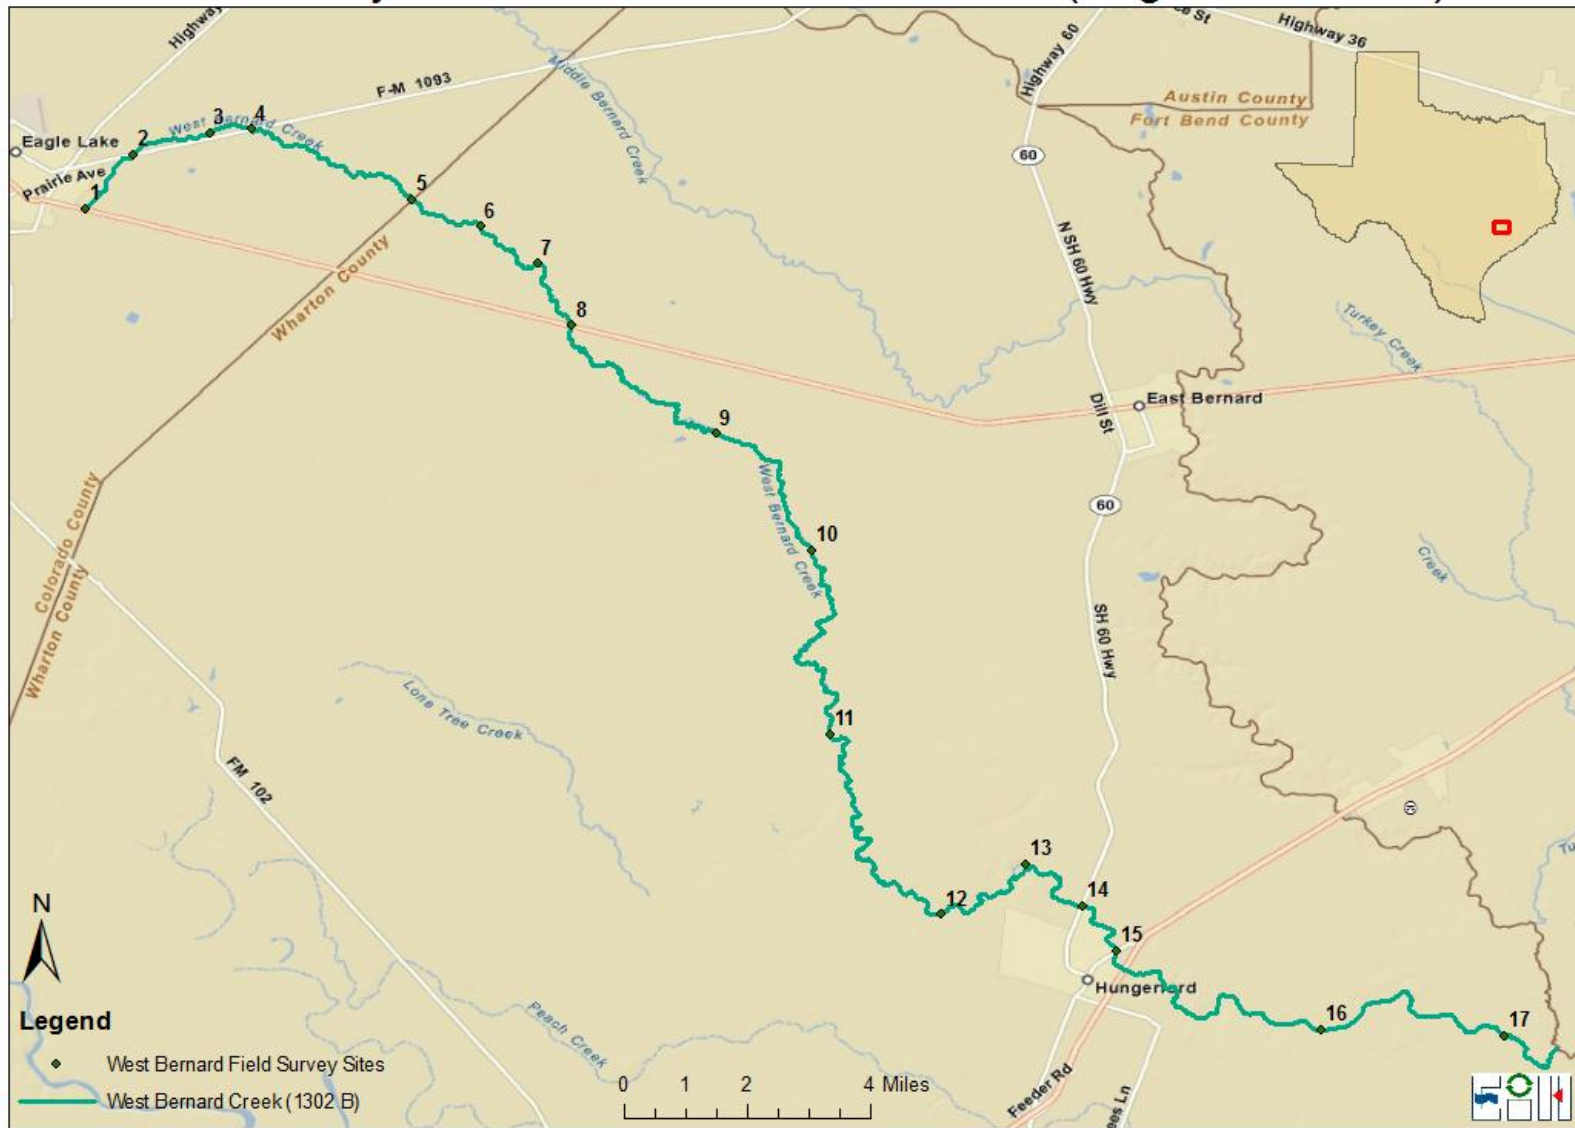 Highway 36
Highway 60
F-M 1093
Middle Bernard Creek
Austin County
Fort Bend County
West Bernard Creek
Eagle Lake
Prairie Ave
1
2
3
4
5
6
7
8
9
10
11
12
13
14
15
16
17
60
N SH 60 Hwy
Wharton County
Turkey Creek
Dill St
East Bernard
West Bernard Creek
60
Colorado County
Wharton County
Creek
SH 60 Hwy
Lone Tree Creek
FM 102
Hungerford
Peach Creek
Feeder Rd
N
Legend
West Bernard Field Survey Sites
West Bernard Creek (1302 B)
0 1 2 4 Miles